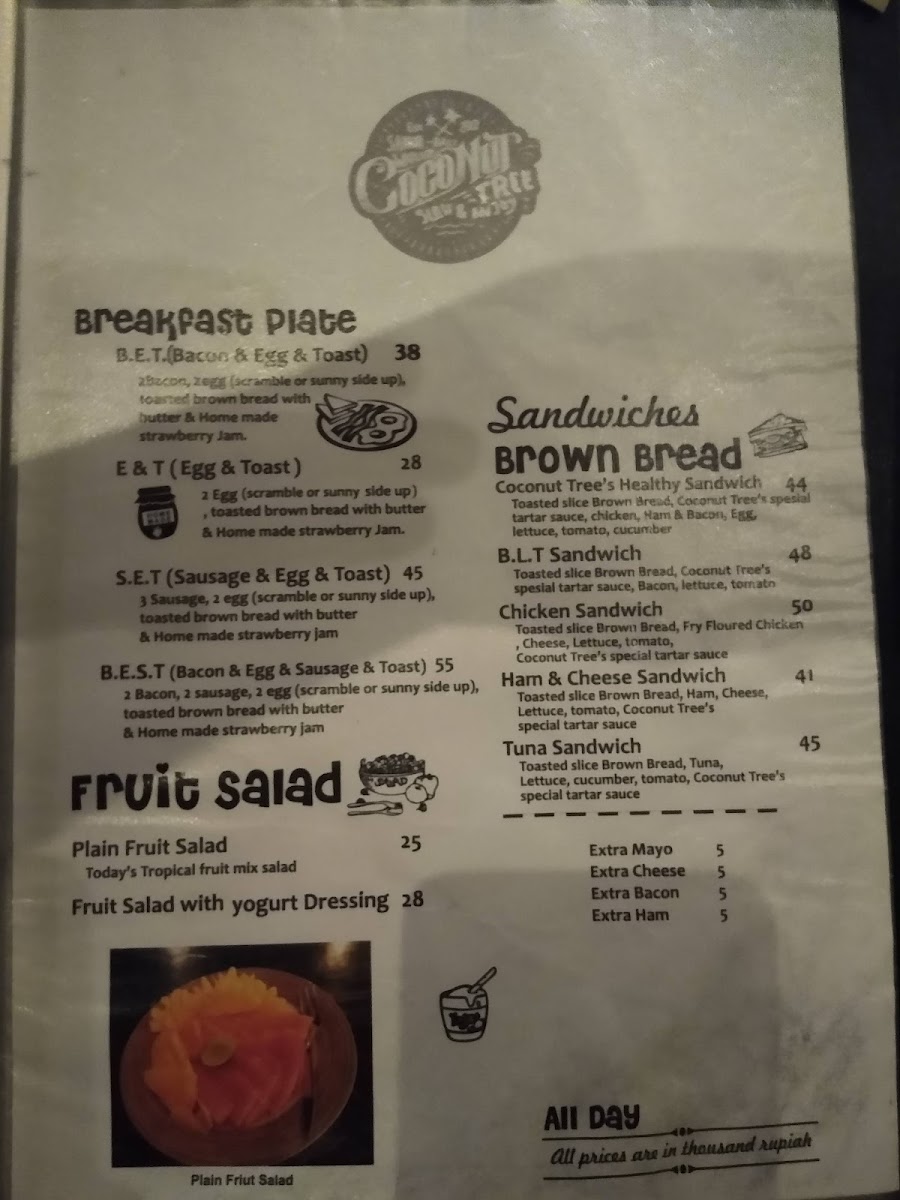 COCONUT
TREE
Breakfast Plate
B.E.T.(Bacon & Egg & Toast) 38
2Bacon, 2egg (scramble or sunny side up),
toasted brown bread with
butter & Home made
strawberry Jam.
E & T ( Egg & Toast ) 28
2 Egg (scramble or sunny side up)
, toasted brown bread with butter
& Home made strawberry Jam.
S.E.T (Sausage & Egg & Toast) 45
3 Sausage, 2 egg (scramble or sunny side up),
toasted brown bread with butter
& Home made strawberry jam
B.E.S.T (Bacon & Egg & Sausage & Toast) 55
2 Bacon, 2 sausage, 2 egg (scramble or sunny side up),
toasted brown bread with butter
& Home made strawberry jam
Fruit Salad
SALAD
Plain Fruit Salad 25
Today's Tropical fruit mix salad
Fruit Salad with yogurt Dressing 28
Plain Friut Salad
Sandwiches
Brown Bread
Coconut Tree's Healthy Sandwich 44
Toasted slice Brown Bread, Coconut Tree's spesial
tartar sauce, chicken, Ham & Bacon, Egg,
lettuce, tomato, cucumber
B.L.T Sandwich 48
Toasted slice Brown Bread, Coconut Tree's
spesial tartar sauce, Bacon, lettuce, tomato
Chicken Sandwich 50
Toasted slice Brown Bread, Fry Floured Chicken
, Cheese, Lettuce, tomato,
Coconut Tree's special tartar sauce
Ham & Cheese Sandwich 41
Toasted slice Brown Bread, Ham, Cheese,
Lettuce, tomato, Coconut Tree's
special tartar sauce
Tuna Sandwich 45
Toasted slice Brown Bread, Tuna,
Lettuce, cucumber, tomato, Coconut Tree's
special tartar sauce
Extra Mayo 5
Extra Cheese 5
Extra Bacon 5
Extra Ham 5
All Day
All prices are in thousand rupiah